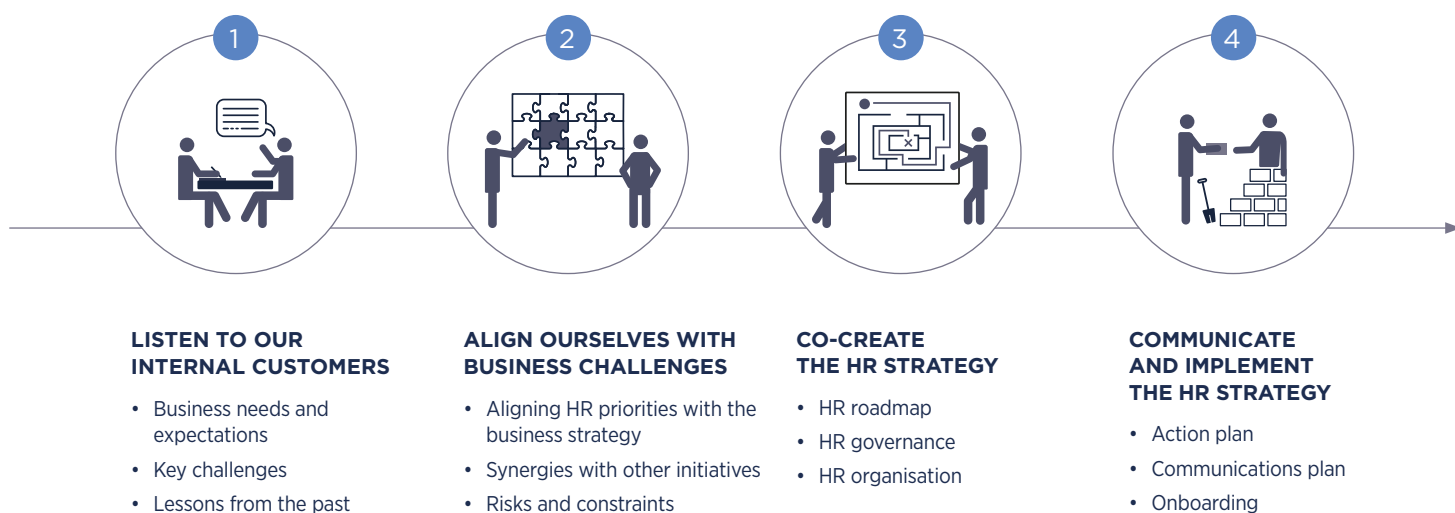 1
2
3
4
LISTEN TO OUR
INTERNAL CUSTOMERS
• Business needs and
expectations
• Key challenges
• Lessons from the past
ALIGN OURSELVES WITH
BUSINESS CHALLENGES
• Aligning HR priorities with the
business strategy
• Synergies with other initiatives
• Risks and constraints
CO-CREATE
THE HR STRATEGY
• HR roadmap
• HR governance
• HR organisation
COMMUNICATE
AND IMPLEMENT
THE HR STRATEGY
• Action plan
• Communications plan
• Onboarding